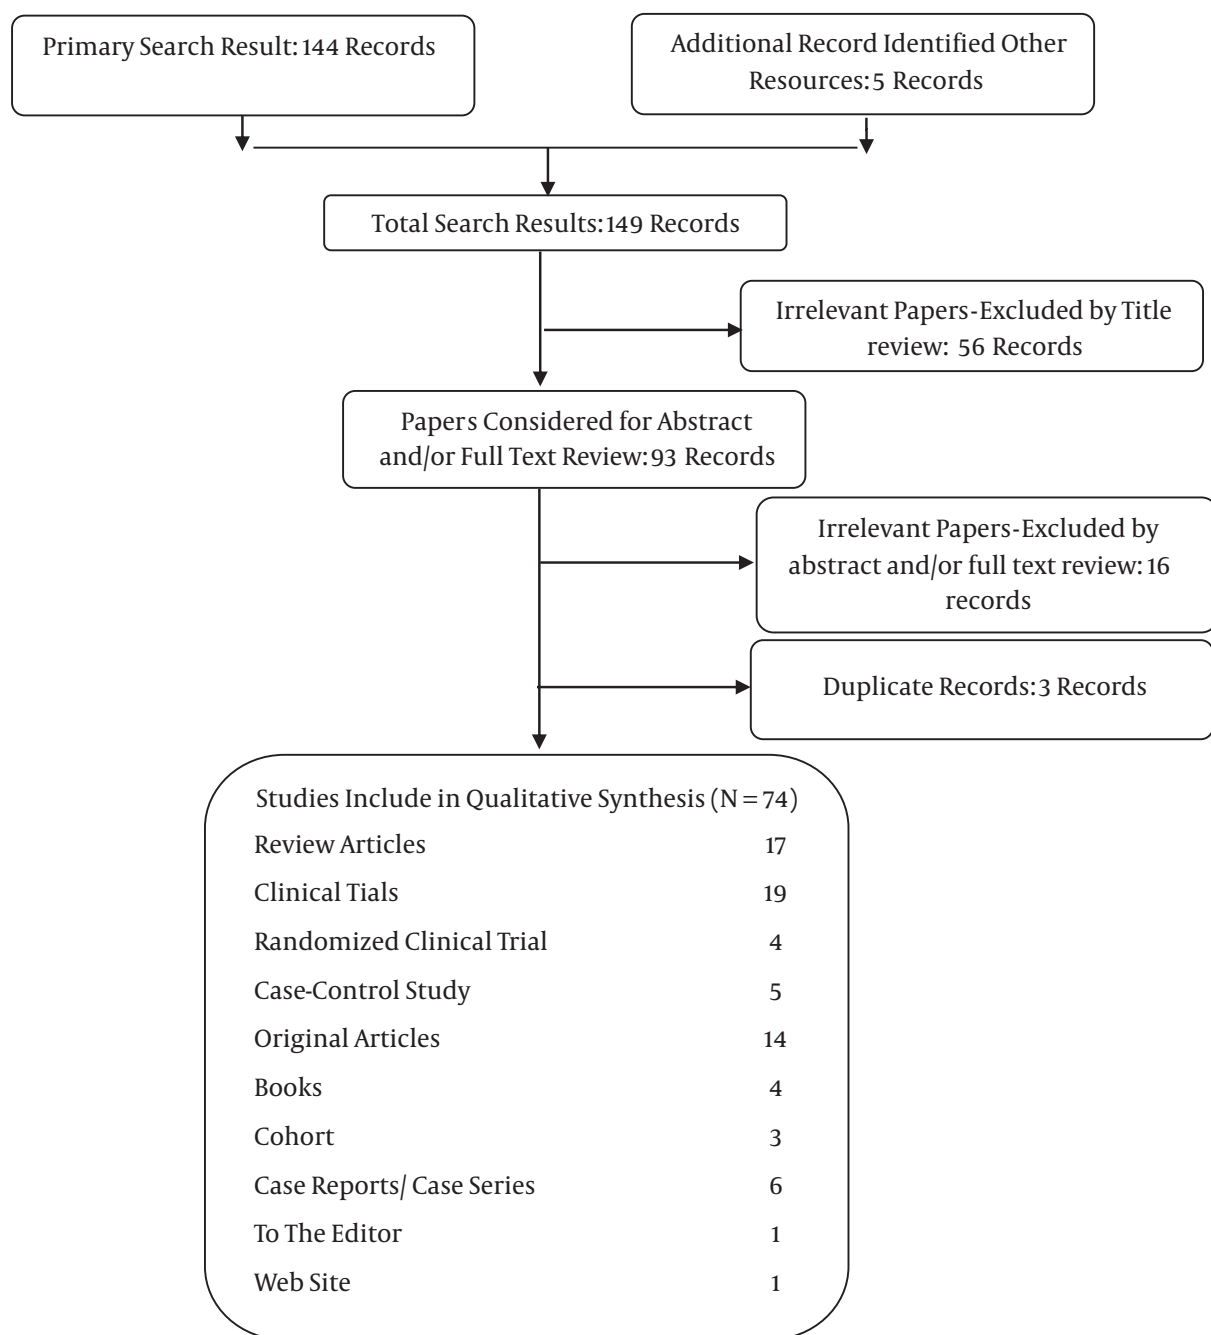 Primary Search Result: 144 Records
Additional Record Identified Other
Resources: 5 Records
Total Search Results: 149 Records
Irrelevant Papers-Excluded by Title
review: 56 Records
Papers Considered for Abstract
and/or Full Text Review: 93 Records
Irrelevant Papers-Excluded by
abstract and/or full text review: 16
records
Duplicate Records: 3 Records
Studies Include in Qualitative Synthesis (N = 74)
Review Articles 17
Clinical Tials 19
Randomized Clinical Trial 4
Case-Control Study 5
Original Articles 14
Books 4
Cohort 3
Case Reports/ Case Series 6
To The Editor 1
Web Site 1